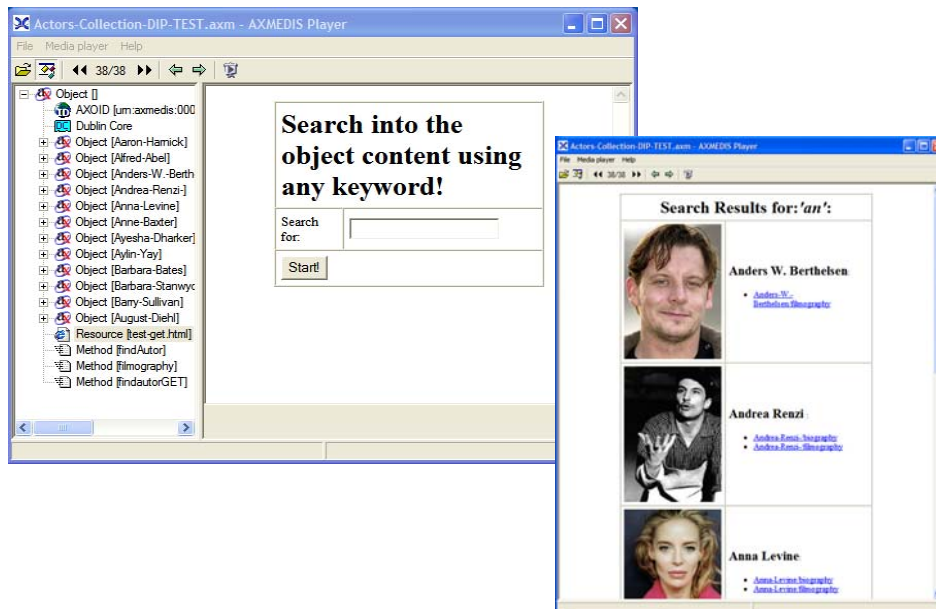 Actors-Collection-DIP-TEST.axm - AXMEDIS Player
File Media player Help
38/38
Object []
AXOID [urn:axmedis:000
Dublin Core
Object [Aaron-Harnick]
Object [Alfred-Abel]
Object [Anders-W.-Berth
Object [Andrea-Renzi-]
Object [Anna-Levine]
Object [Anne-Baxter]
Object [Ayesha-Dharker]
Object [Aylin-Yay]
Object [Barbara-Bates]
Object [Barbara-Stanwyc
Object [Barry-Sullivan]
Object [August-Diehl]
Resource [test-get.html]
Method [findAutor]
Method [filmography]
Method [findautorGET]
Search into the
object content using
any keyword!
Search
for:
Start!
Actors-Collection-DIP-TEST.axm - AXMEDIS Player
File Media player Help
38/38
Search Results for:'an':
Anders W. Berthelsen:
Anders-W.-
Berthelsen:filmography
Andrea Renzi :
Andrea-Renzi-:biography
Andrea-Renzi-:filmography
Anna Levine:
Anna-Levine:biography
Anna-Levine:filmography